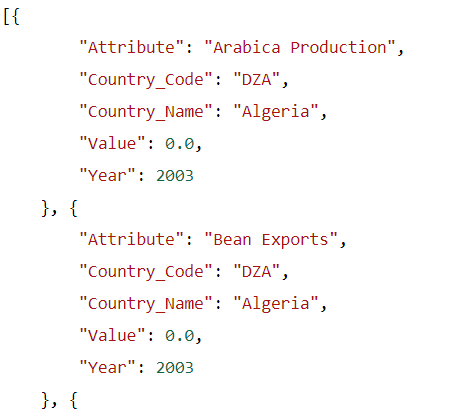 [{
"Attribute": "Arabica Production",
"Country_Code": "DZA",
"Country_Name": "Algeria",
"Value": 0.0,
"Year": 2003
}, {
"Attribute": "Bean Exports",
"Country_Code": "DZA",
"Country_Name": "Algeria",
"Value": 0.0,
"Year": 2003
}, {